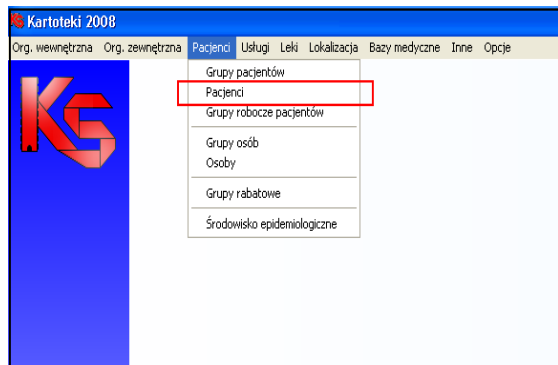 Kartoteki 2008
Org. wewnętrzna Org. zewnętrzna Pacjenci Usługi Leki Lokalizacja Bazy medyczne Inne Opcje
Grupy pacjentów
Pacjenci
Grupy robocze pacjentów
Grupy osób
Osoby
Grupy rabatowe
Środowisko epidemiologiczne
KS